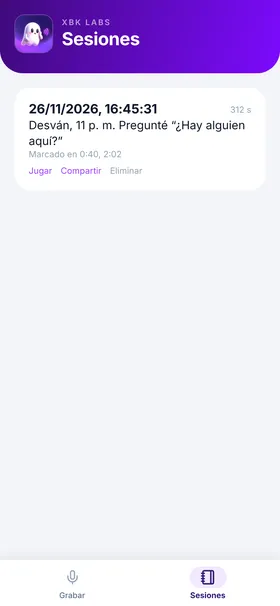 XBK LABS
Sesiones
26/11/2026, 16:45:31
312 s
Desván, 11 p. m. Pregunté “¿Hay alguien
aquí?”
Marcado en 0:40, 2:02
Jugar Compartir Eliminar
Grabar
Sesiones